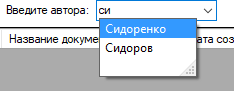 Введите автора: си
Сидоренко
Название докуме
ата соз
Сидоров